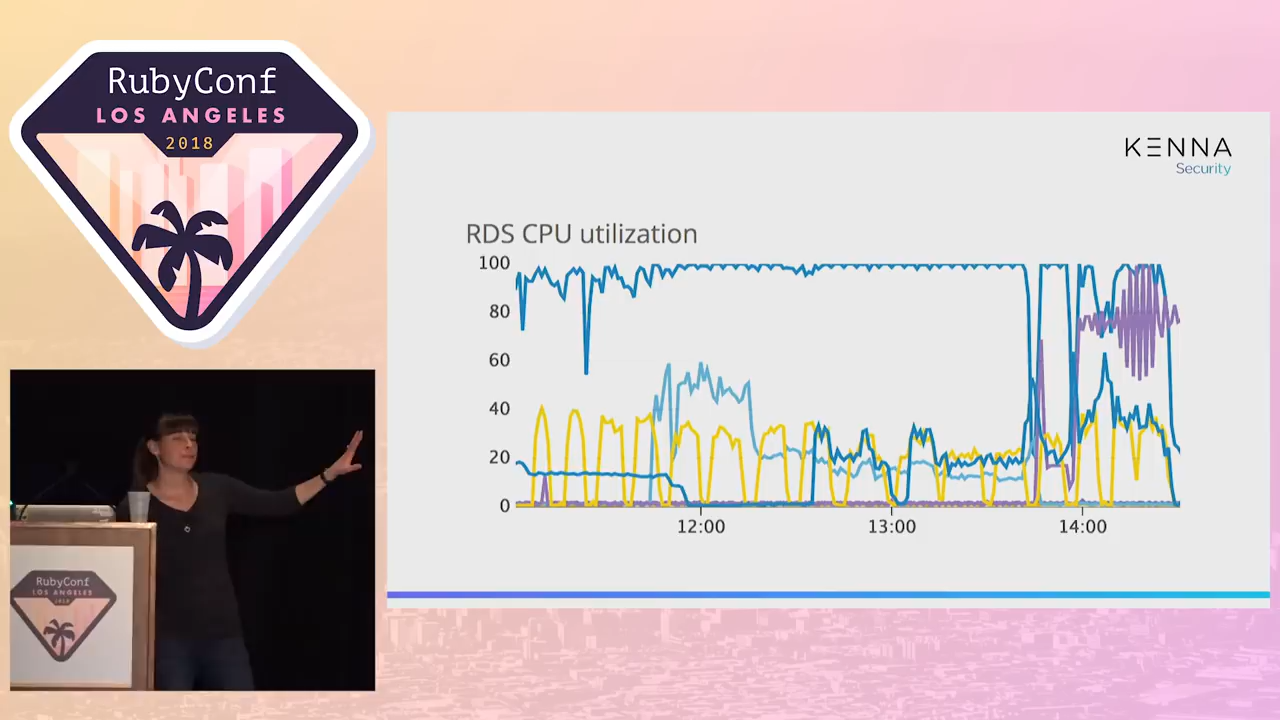 RubyConf
LOS ANGELES
2018
KENNA
Security
RDS CPU utilization
100
80
60
40
20
0
12:00
13:00
14:00
RubyConf
LOS ANGELES
2018